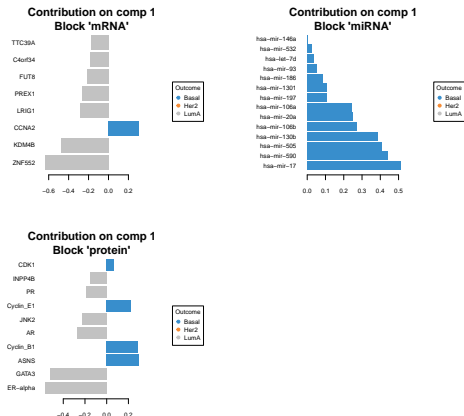 Contribution on comp 1
Block 'mRNA'
TTC39A
C4orf34
FUT8
PREX1
LRIG1
CCNA2
KDM4B
ZNF552
−0.6 −0.4 −0.2 0.0 0.2
Outcome
Basal
Her2
LumA
Contribution on comp 1
Block 'miRNA'
hsa−mir−146a
hsa−mir−532
hsa−let−7d
hsa−mir−93
hsa−mir−186
hsa−mir−1301
hsa−mir−197
hsa−mir−106a
hsa−mir−20a
hsa−mir−106b
hsa−mir−130b
hsa−mir−505
hsa−mir−590
hsa−mir−17
0.0 0.1 0.2 0.3 0.4 0.5
Outcome
Basal
Her2
LumA
Contribution on comp 1
Block 'protein'
CDK1
INPP4B
PR
Cyclin_E1
JNK2
AR
Cyclin_B1
ASNS
GATA3
ER−alpha
−0.4 −0.2 0.0 0.2
Outcome
Basal
Her2
LumA